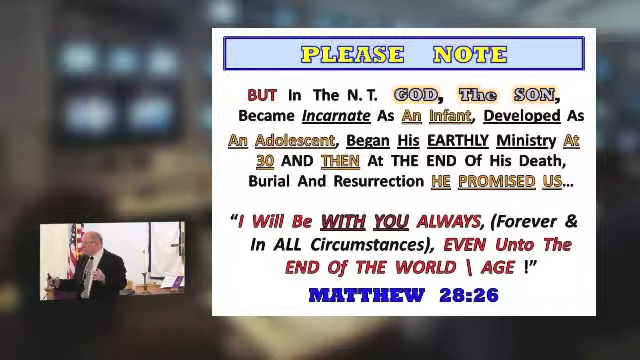 PLEASE NOTE
BUT In The N. T. GOD, The SON,
Became Incarnate As An Infant, Developed As
An Adolescent, Began His EARTHLY Ministry At
30 AND THEN At THE END Of His Death,
Burial And Resurrection HE PROMISED US...
"I Will Be WITH YOU ALWAYS, (Forever &
In ALL Circumstances), EVEN Unto The
END Of THE WORLD \ AGE !"
MATTHEW 28:26